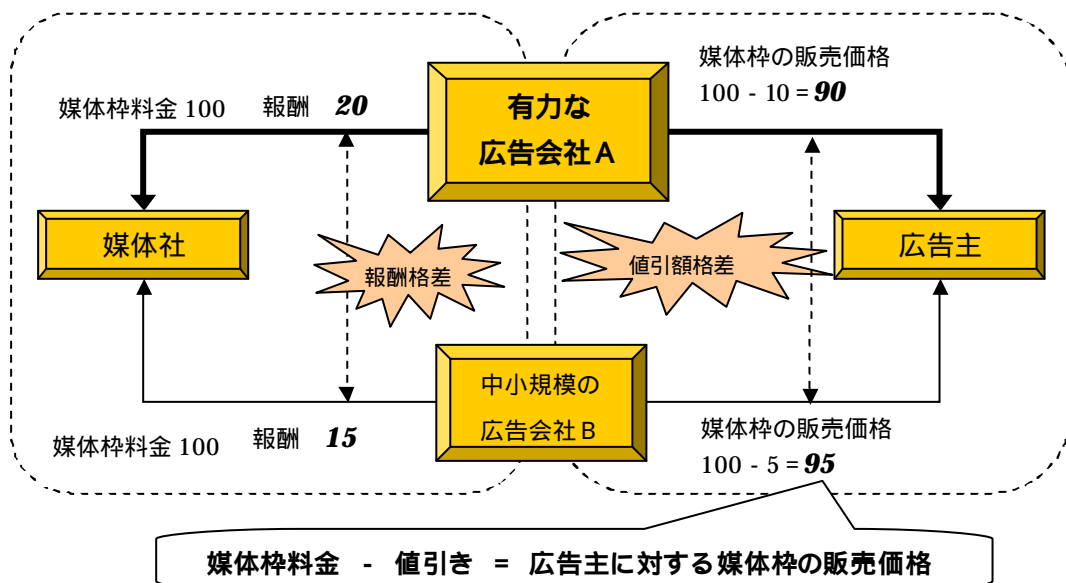 媒体枠の販売価格
100 - 10 = 90
媒体枠料金 100 報酬 20
有力な
広告会社A
媒体社
報酬格差
値引額格差
広告主
中小規模の
広告会社B
媒体枠料金 100 報酬 15
媒体枠の販売価格
100 - 5 = 95
媒体枠料金 - 値引き = 広告主に対する媒体枠の販売価格